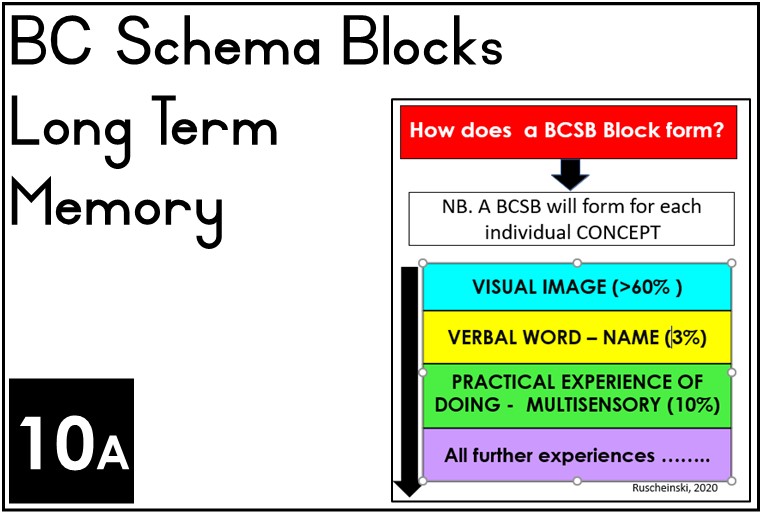 BC Schema Blocks
Long Term
Memory
How does  a BCSB Block form?
NB. A BCSB will form for each
individual CONCEPT
VISUAL IMAGE (>60% )
VERBAL WORD – NAME (3%)
PRACTICAL EXPERIENCE OF
DOING -  MULTISENSORY (10%)
All further experiences ……..
Ruscheinski, 2020
10A